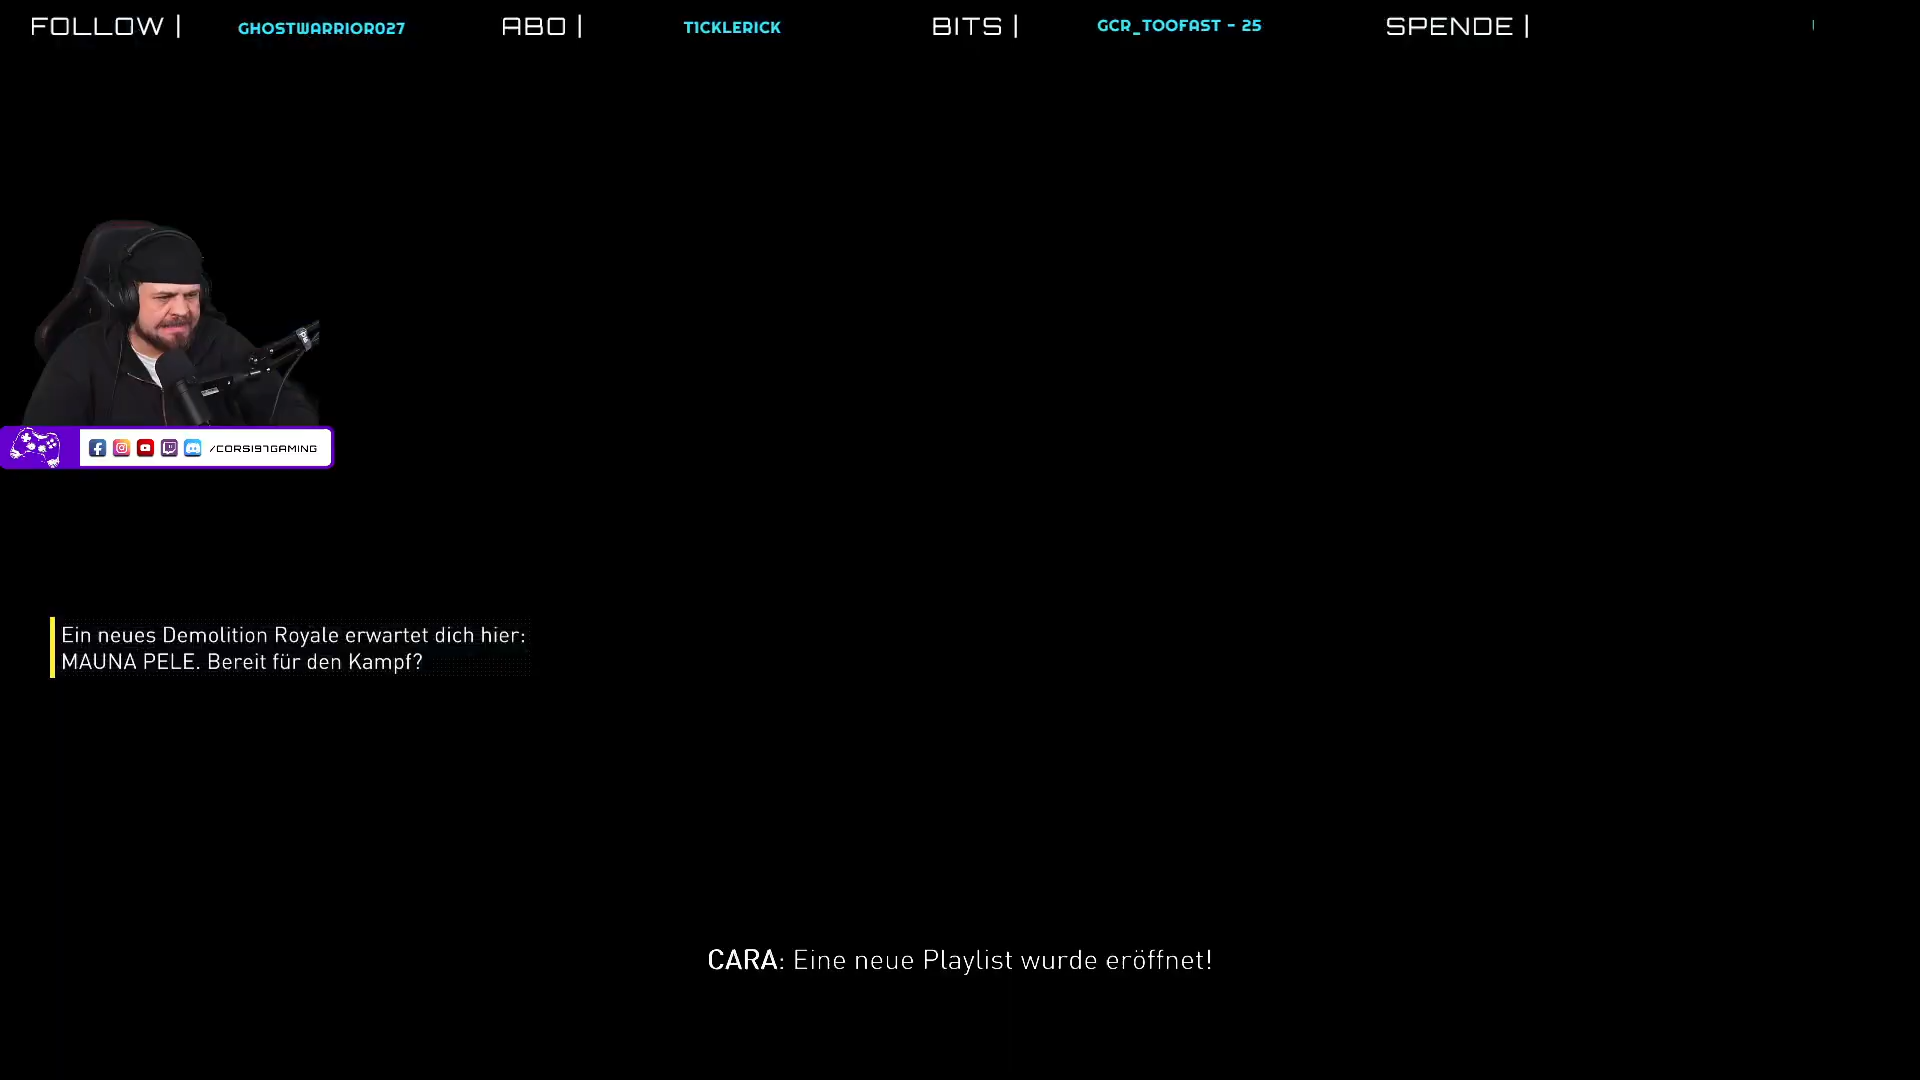 FOLLOW |
GHOSTWARRIOR027
ABO |
T1CKLERICK
BITS |
GCR_TOOFAST - 25
SPENDE |
/CORSI97GAMING
Ein neues Demolition Royale erwartet dich hier:
MAUNA PELE. Bereit für den Kampf?
CARA: Eine neue Playlist wurde eröffnet!